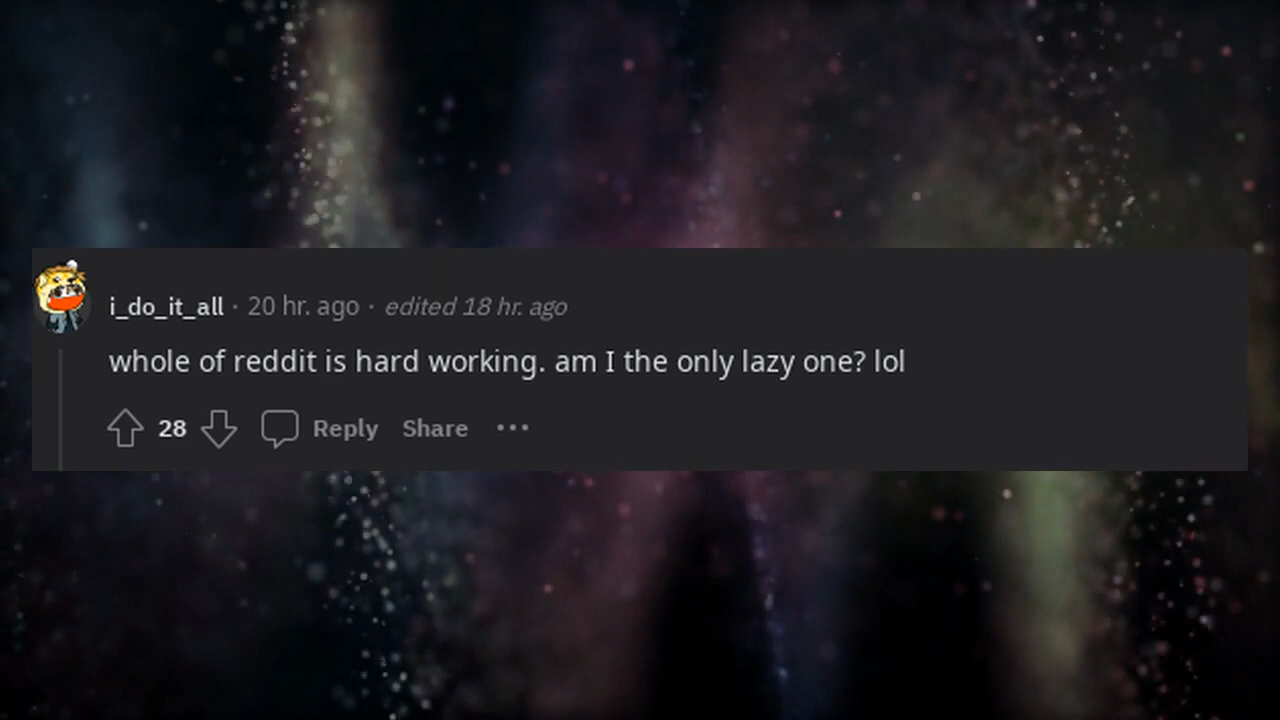 i_do_it_all · 20 hr. ago · edited 18 hr. ago
whole of reddit is hard working. am I the only lazy one? lol
28 Reply Share ...